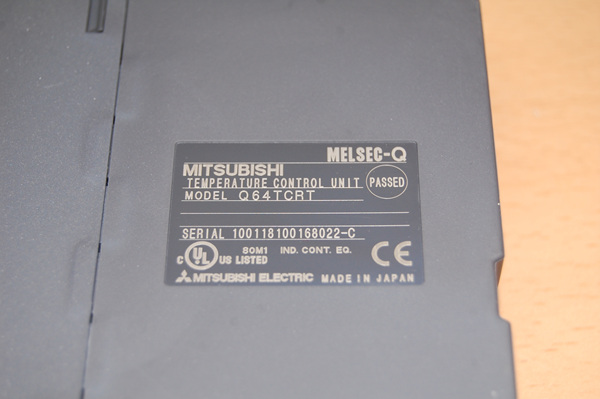 MELSEC-Q
MITSUBISHI
TEMPERATURE CONTROL UNIT PASSED
MODEL Q64TCRT
SERIAL 100118100168022-C
C UL US LISTED 80M1 IND. CONT. EQ. CE
MITSUBISHI ELECTRIC MADE IN JAPAN